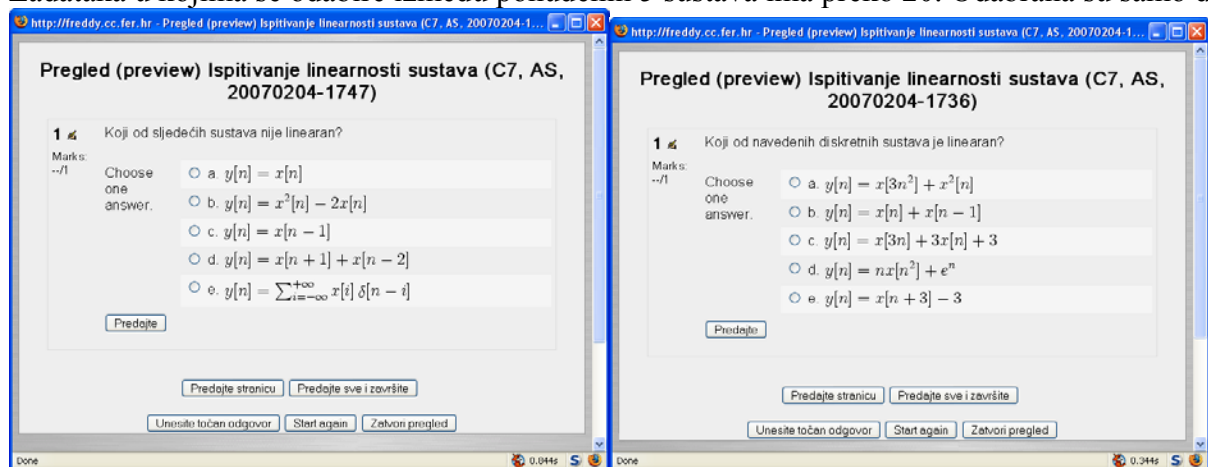 http://freddy.cc.fer.hr - Pregled (preview) Ispitivanje linearnosti sustava (C7, AS, 20070204-1...
Pregled (preview) Ispitivanje linearnosti sustava (C7, AS,
20070204-1747)
1
Koji od sljedećih sustava nije linearan?
Marks:
--/1
Choose
one
answer.
a. y[n] = x[n]
b. y[n] = x²[n] − 2x[n]
c. y[n] = x[n − 1]
d. y[n] = x[n + 1] + x[n − 2]
e. y[n] = ∑_{i=−∞}^{+∞} x[i] δ[n − i]
Predajte
Predajte stranicu Predajte sve i završite
Unesite točan odgovor Start again Zatvori pregled
Done 0.844s
http://freddy.cc.fer.hr - Pregled (preview) Ispitivanje linearnosti sustava (C7, AS, 20070204-1...
Pregled (preview) Ispitivanje linearnosti sustava (C7, AS,
20070204-1736)
1
Koji od navedenih diskretnih sustava je linearan?
Marks:
--/1
Choose
one
answer.
a. y[n] = x[3n²] + x²[n]
b. y[n] = x[n] + x[n − 1]
c. y[n] = x[3n] + 3x[n] + 3
d. y[n] = nx[n²] + eⁿ
e. y[n] = x[n + 3] − 3
Predajte
Predajte stranicu Predajte sve i završite
Unesite točan odgovor Start again Zatvori pregled
Done 0.344s